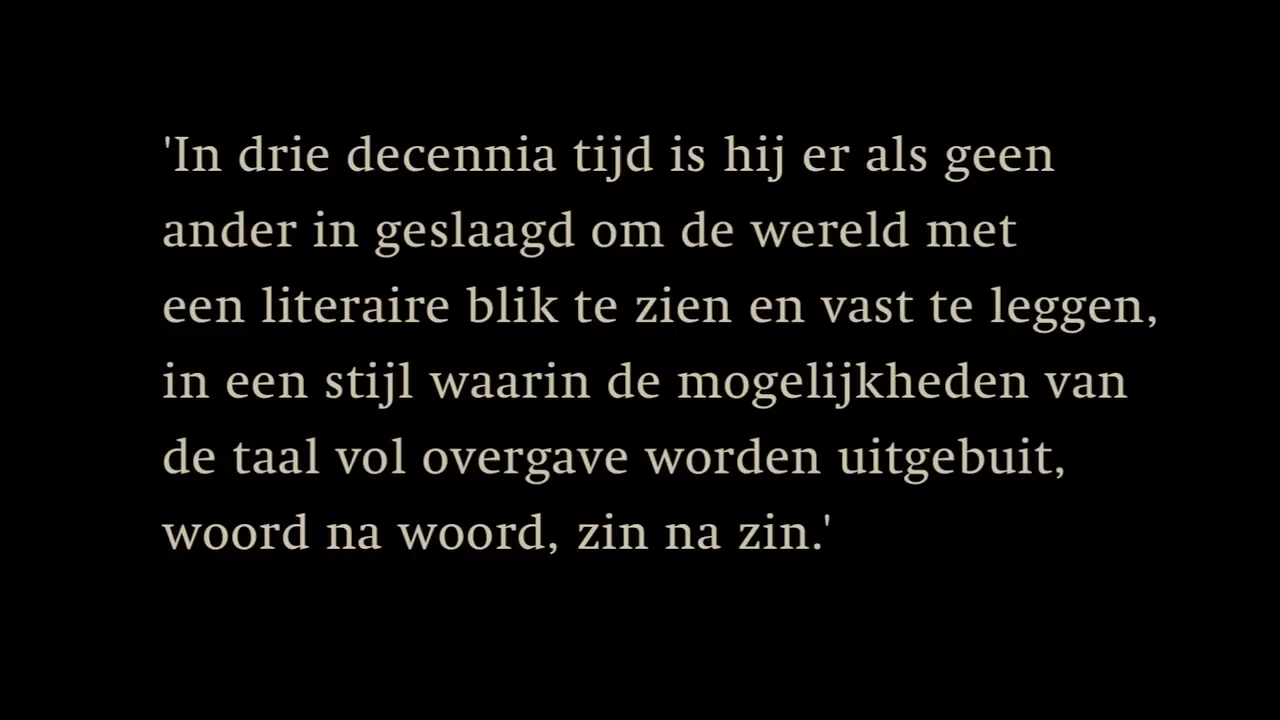 'In drie decennia tijd is hij er als geen
ander in geslaagd om de wereld met
een literaire blik te zien en vast te leggen,
in een stijl waarin de mogelijkheden van
de taal vol overgave worden uitgebuit,
woord na woord, zin na zin.'